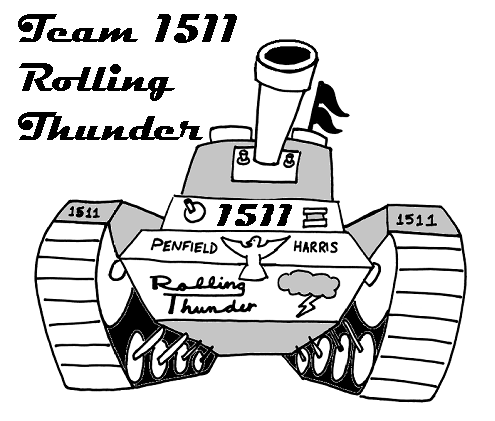 Team 1511
Rolling
Thunder
1511
1511
1511
PENFIELD HARRIS
Rolling
Thunder